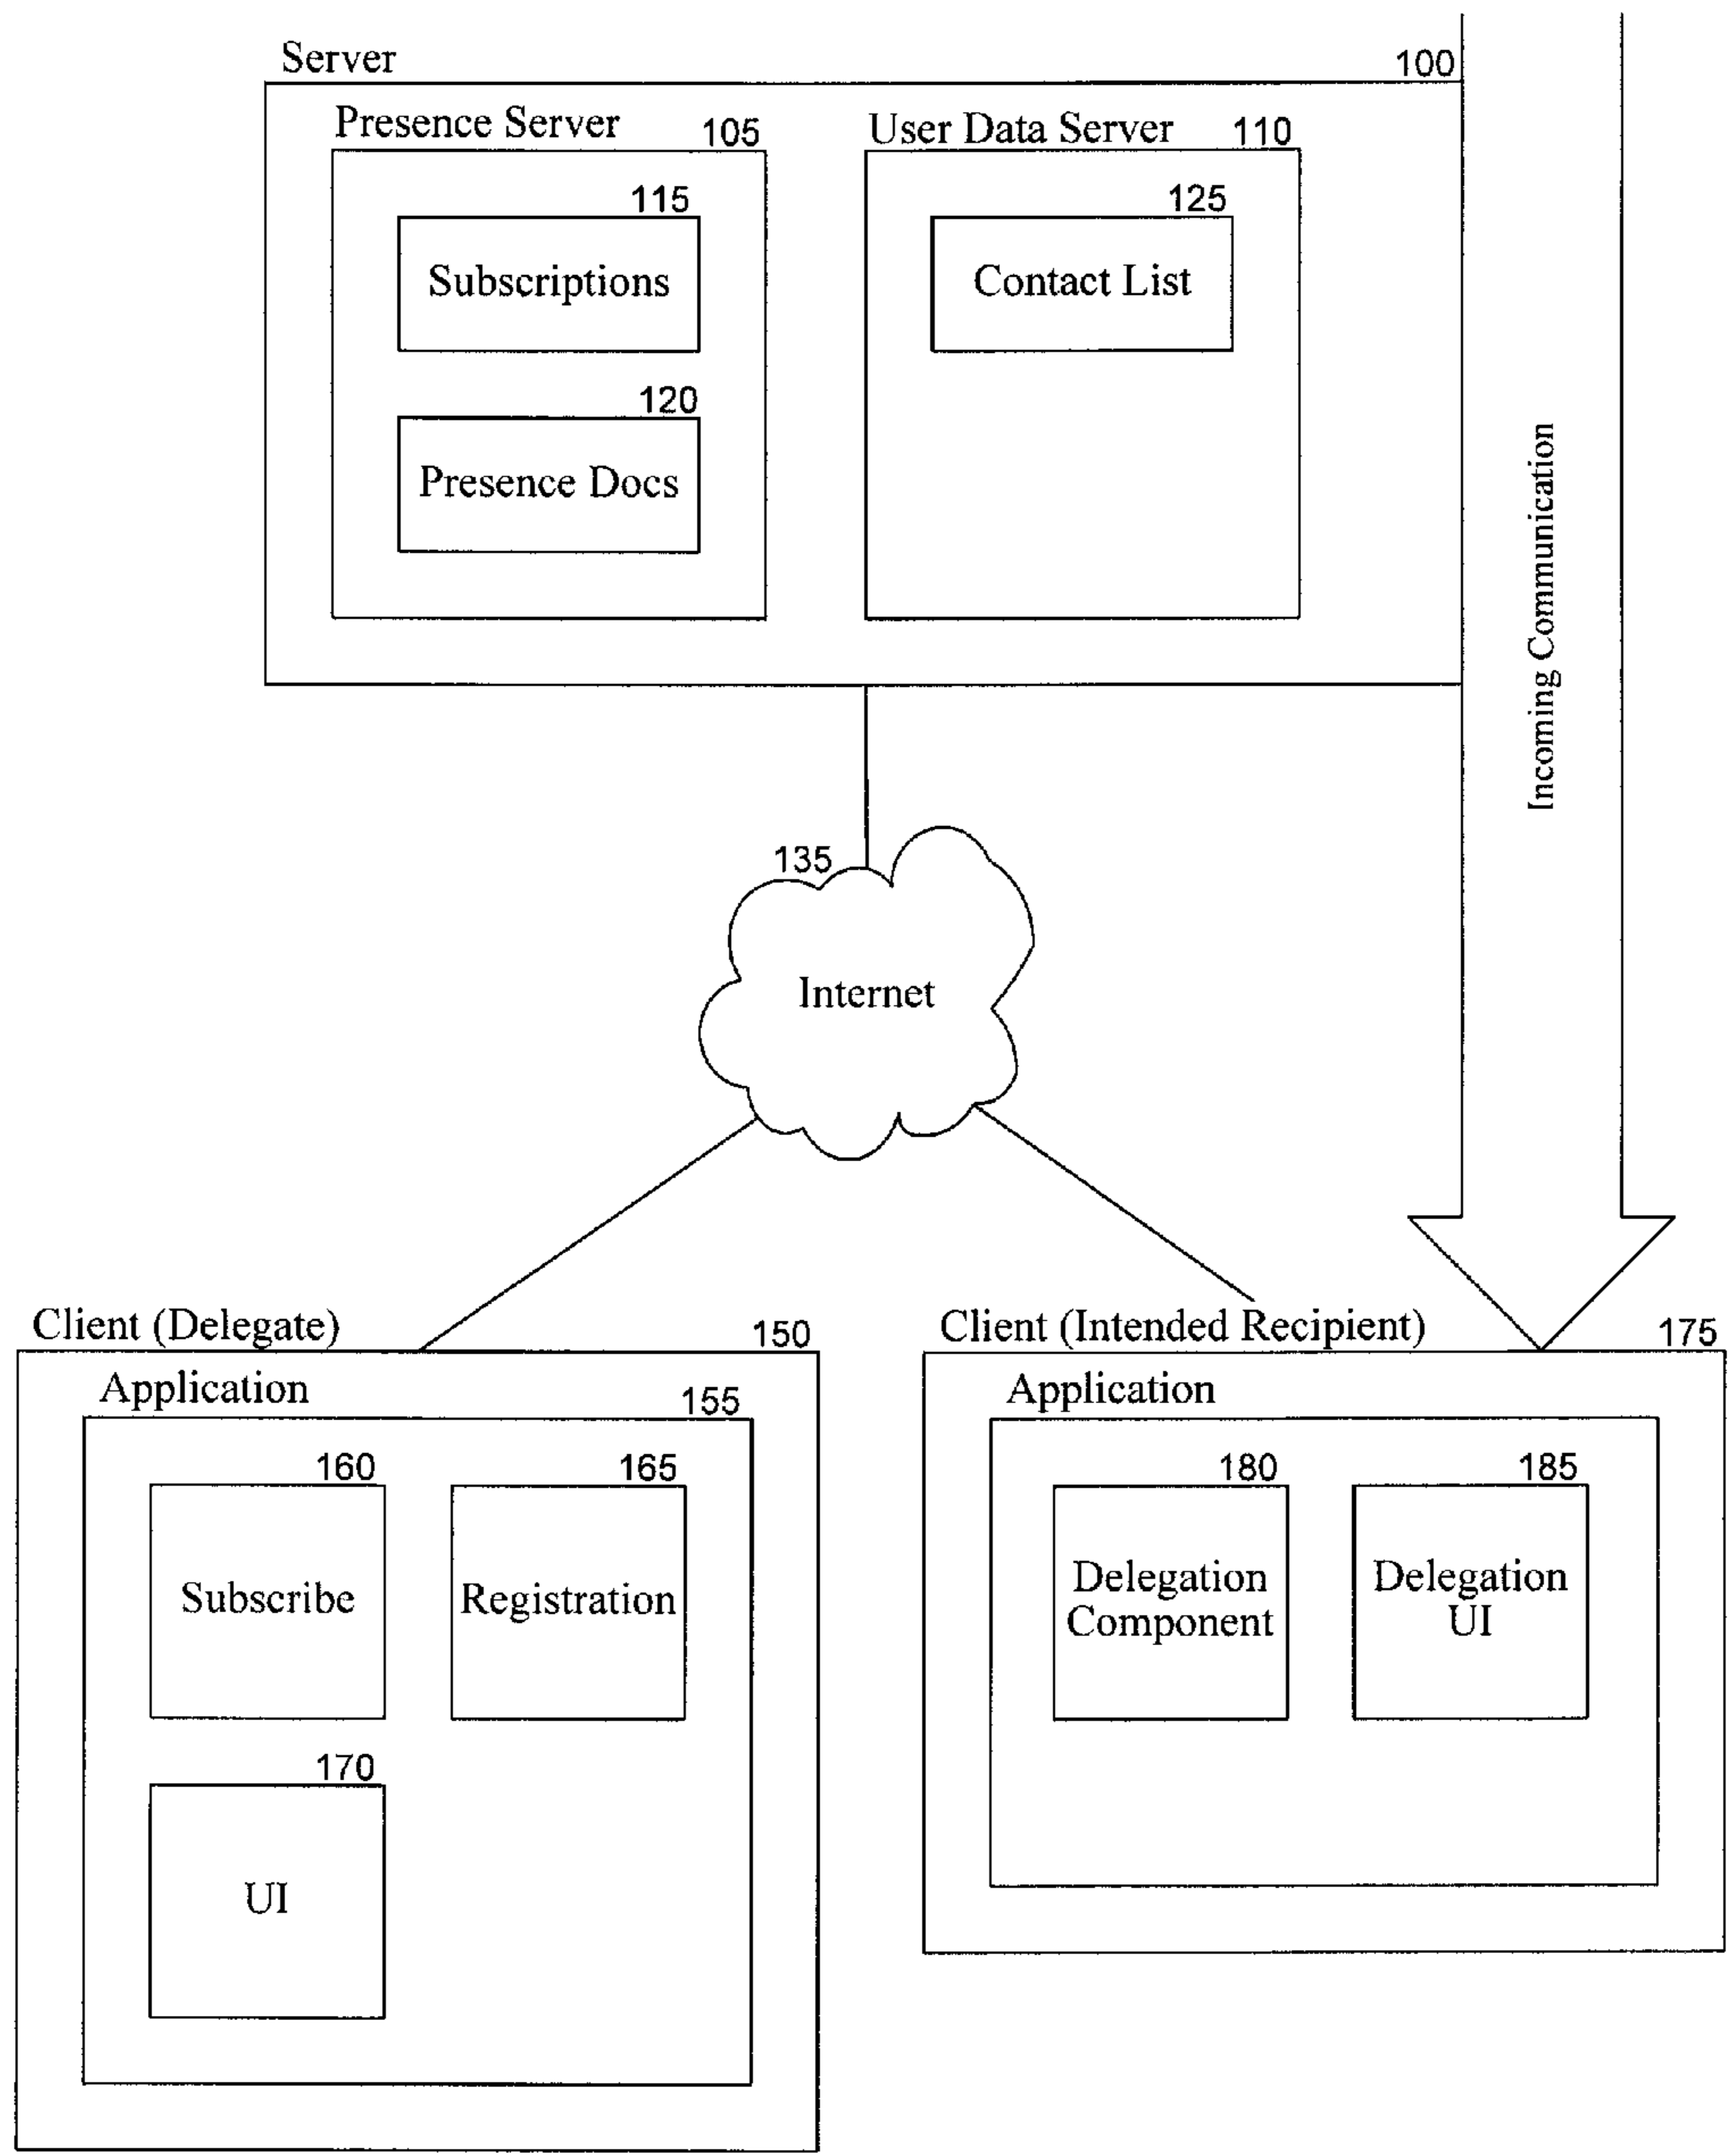 Server
100
Presence Server
105
User Data Server
110
115
Subscriptions
125
Contact List
120
Presence Docs
Incoming Communication
135
Internet
Client (Delegate)
150
Application
155
160
Subscribe
165
Registration
170
UI
Client (Intended Recipient)
175
Application
180
Delegation
Component
185
Delegation
UI